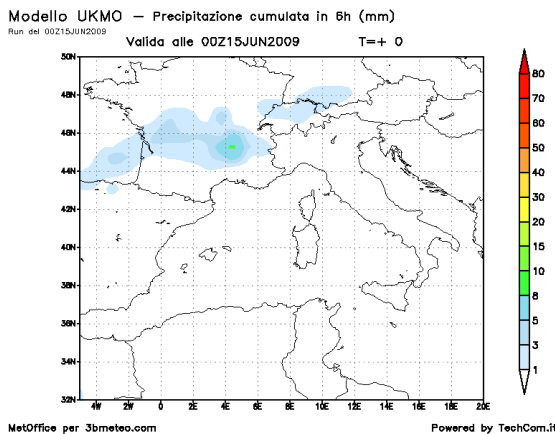 Modello UKMO – Precipitazione cumulata in 6h (mm)
Run del 00Z15JUN2009
Valida alle 00Z15JUN2009 T=+ 0
50N
48N
46N
44N
42N
40N
38N
36N
34N
32N
4W 2W 0 2E 4E 6E 8E 10E 12E 14E 16E 18E 20E
80
70
60
50
40
30
20
15
10
8
5
3
1
MetOffice per 3bmeteo.com
Powered by TechCom.it